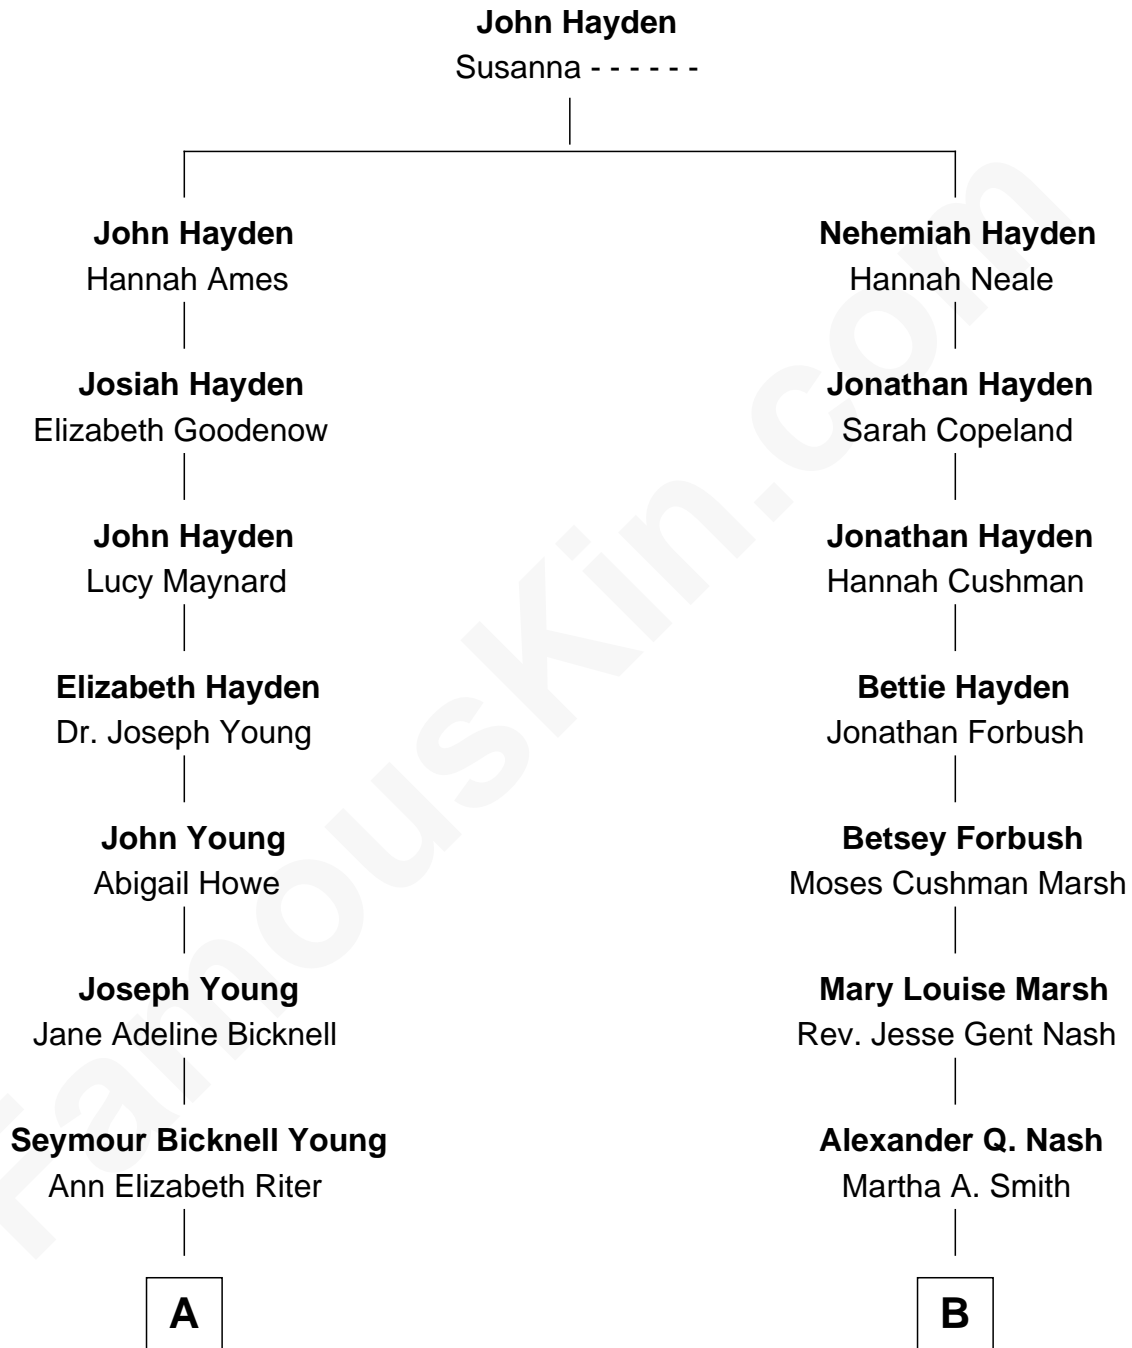 John Hayden
Susanna - - - - - -
John Hayden
Hannah Ames
Nehemiah Hayden
Hannah Neale
Josiah Hayden
Elizabeth Goodenow
Jonathan Hayden
Sarah Copeland
John Hayden
Lucy Maynard
Jonathan Hayden
Hannah Cushman
Elizabeth Hayden
Dr. Joseph Young
Bettie Hayden
Jonathan Forbush
John Young
Abigail Howe
Betsey Forbush
Moses Cushman Marsh
Joseph Young
Jane Adeline Bicknell
Mary Louise Marsh
Rev. Jesse Gent Nash
Seymour Bicknell Young
Ann Elizabeth Riter
Alexander Q. Nash
Martha A. Smith
A
B
FamousKin.com